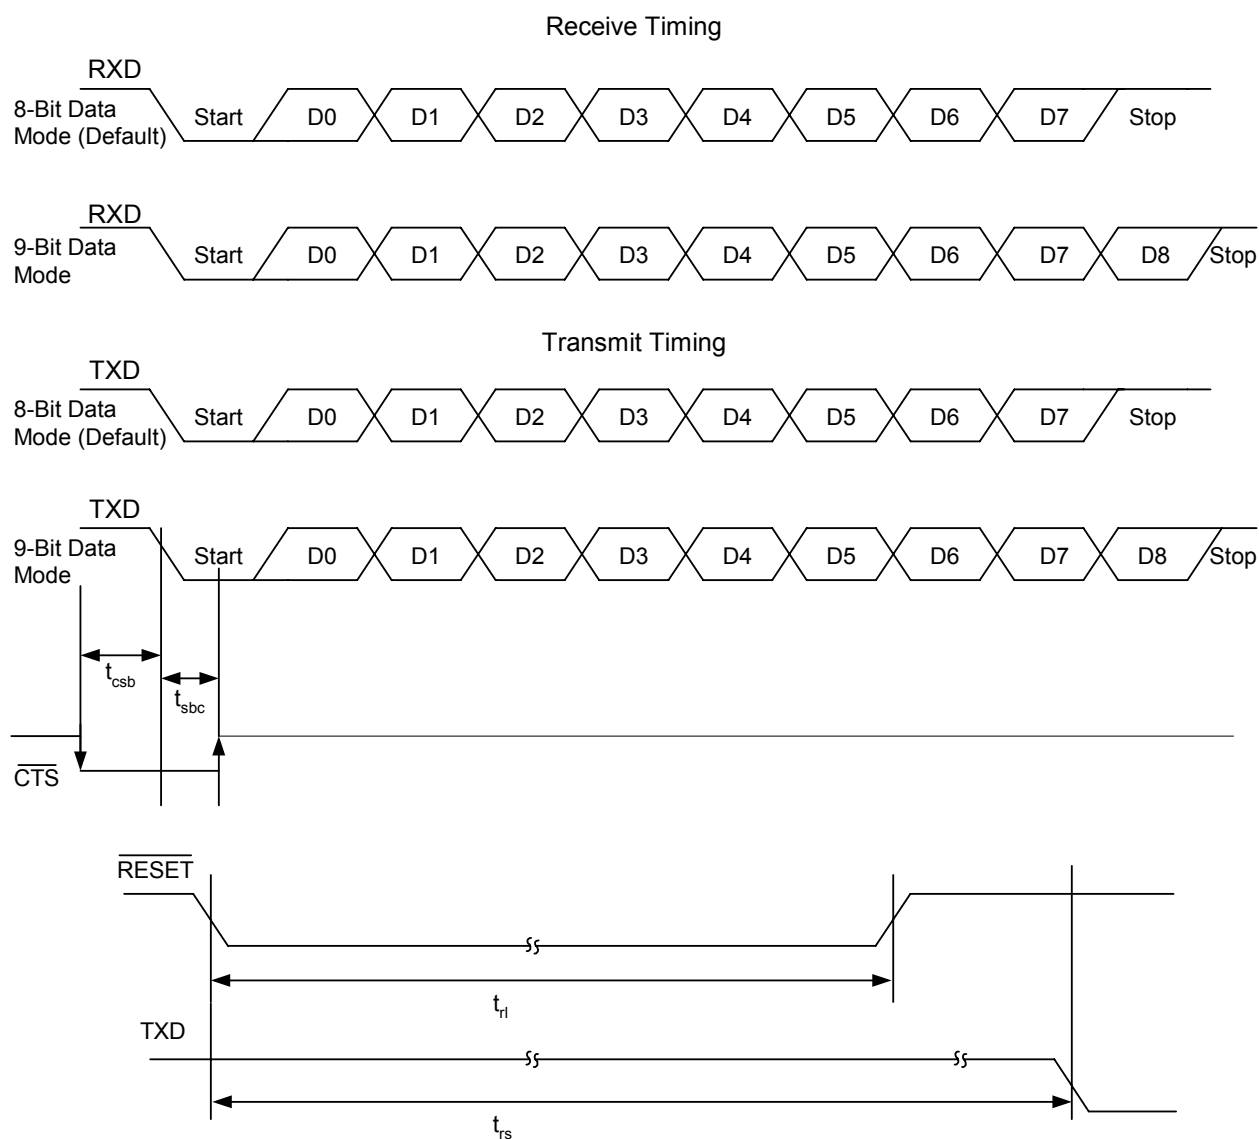 Receive Timing
RXD
8-Bit Data
Mode (Default)
Start D0 D1 D2 D3 D4 D5 D6 D7 Stop
RXD
9-Bit Data
Mode
Start D0 D1 D2 D3 D4 D5 D6 D7 D8 Stop
Transmit Timing
TXD
8-Bit Data
Mode (Default)
Start D0 D1 D2 D3 D4 D5 D6 D7 Stop
TXD
9-Bit Data
Mode
Start D0 D1 D2 D3 D4 D5 D6 D7 D8 Stop
tcsb
tsbc
CTS
RESET
trl
TXD
trs